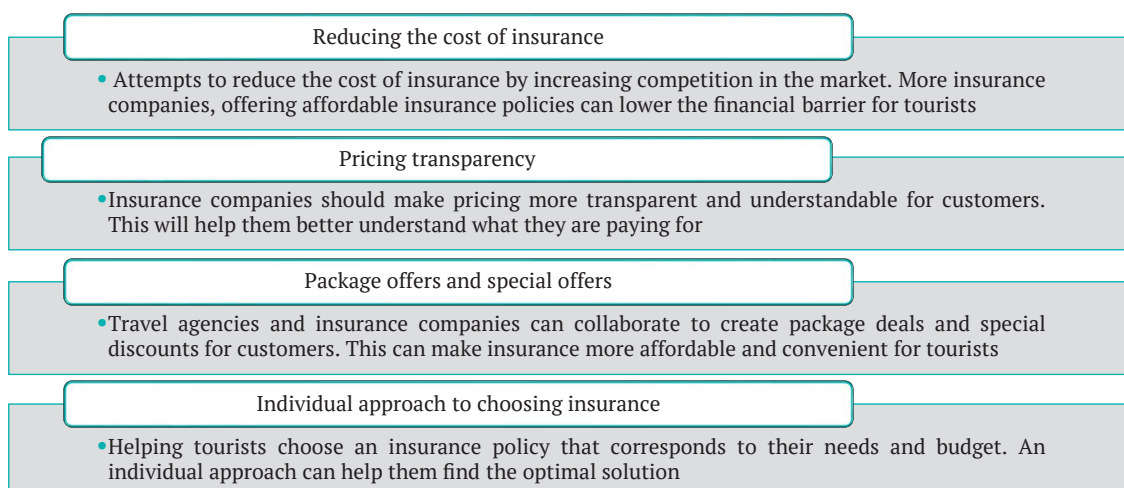 Reducing the cost of insurance
• Attempts to reduce the cost of insurance by increasing competition in the market. More insurance
companies, offering affordable insurance policies can lower the financial barrier for tourists
Pricing transparency
•Insurance companies should make pricing more transparent and understandable for customers.
This will help them better understand what they are paying for
Package offers and special offers
•Travel agencies and insurance companies can collaborate to create package deals and special
discounts for customers. This can make insurance more affordable and convenient for tourists
Individual approach to choosing insurance
•Helping tourists choose an insurance policy that corresponds to their needs and budget. An
individual approach can help them find the optimal solution